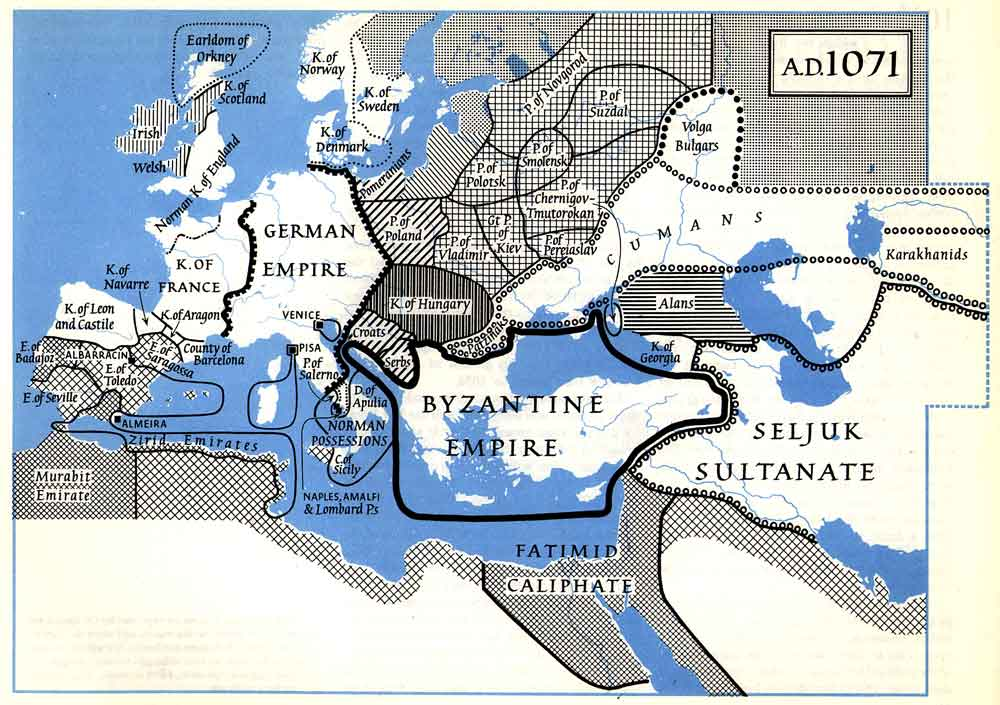 A.D.1071
Earldom of
Orkney
K. of
Scotland
Irish
Welsh
Norman K. of England
K. of
Norway
K. of
Sweden
K. of
Denmark
Pomeranians
P. of Novgorod
P. of
Suzdal
P. of
Smolensk
P. of
Polotsk
P. of
Chernigov-
Tmutorokan
Gt P.
of
Kiev
P. of
Pereiaslav
P. of
Vladimir
P. of
Poland
Volga
Bulgars
CUMANS
Karakhanids
GERMAN
EMPIRE
K. OF
FRANCE
K. of
Navarre
K. of Leon
and Castile
K. of Aragon
County of
Barcelona
E. of
Badajoz
ALBARRACIN
E. of
Saragossa
E. of
Toledo
E. of Seville
ALMEIRA
Zirid Emirates
Murabit
Emirate
VENICE
PISA
P. of
Salerno
D. of
Apulia
NORMAN
POSSESSIONS
C. of
Sicily
NAPLES, AMALFI
& Lombard Ps
K. of Hungary
Croats
Serbs
Patzinaks
Alans
K. of
Georgia
BYZANTINE
EMPIRE
SELJUK
SULTANATE
FATIMID
CALIPHATE